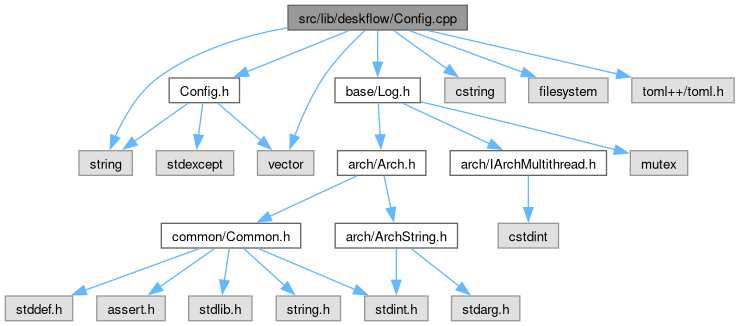 src/lib/deskflow/Config.cpp
Config.h
base/Log.h
cstring
filesystem
toml++/toml.h
string
stdexcept
vector
arch/Arch.h
arch/IArchMultithread.h
mutex
common/Common.h
arch/ArchString.h
cstdint
stddef.h
assert.h
stdlib.h
string.h
stdint.h
stdarg.h